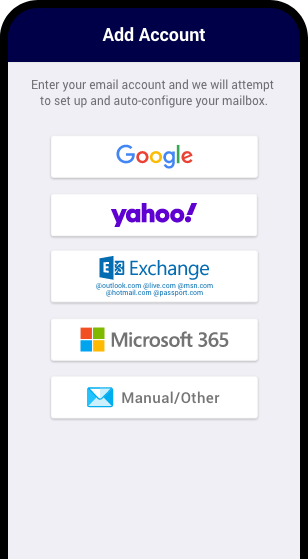 Add Account
Enter your email account and we will attempt
to set up and auto-configure your mailbox.
Google
yahoo!
E Exchange
@outlook.com @live.com @msn.com
@hotmail.com @passport.com
Microsoft 365
Manual/Other